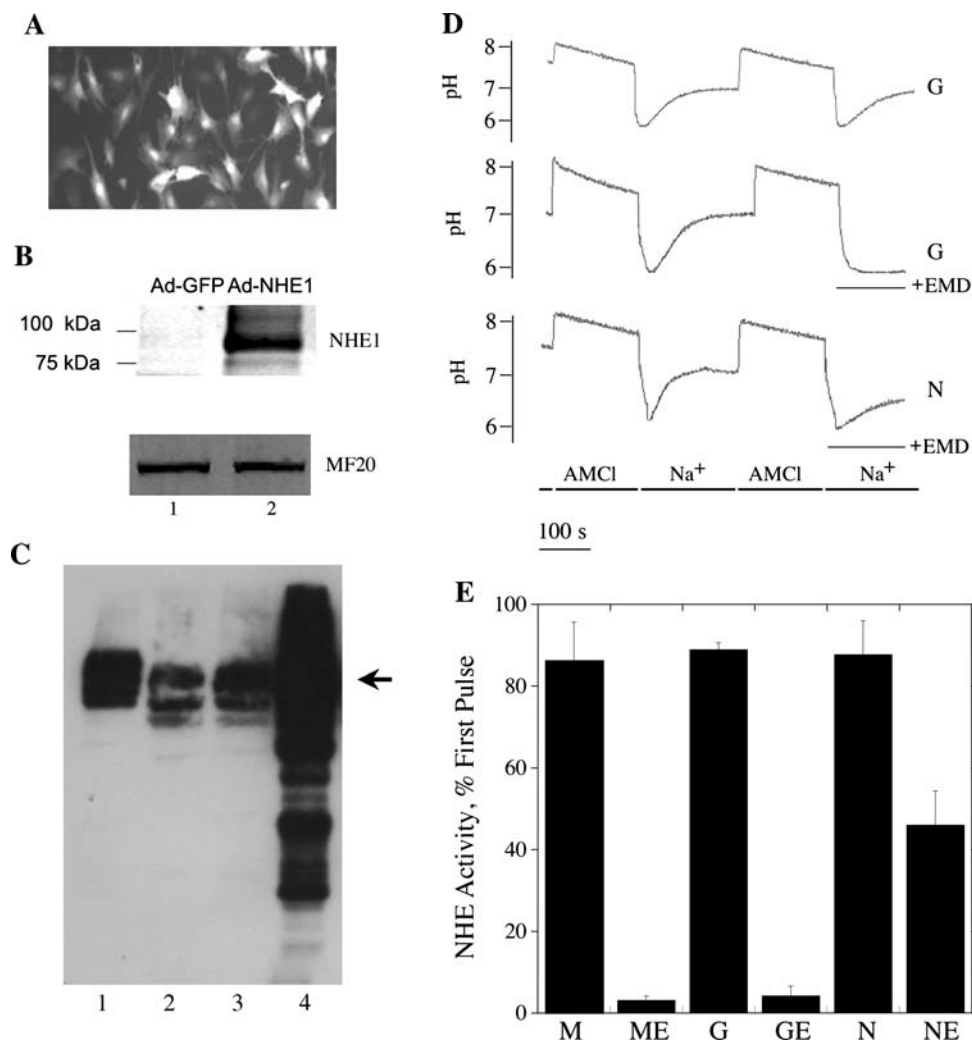 A
B
Ad-GFP Ad-NHE1
100 kDa
75 kDa
NHE1
MF20
1 2
C
1 2 3 4
D
pH
8
7
6
G
pH
8
7
6
G
+EMD
pH
8
7
6
N
+EMD
AMCl Na+ AMCl Na+
100 s
E
NHE Activity, % First Pulse
100
80
60
40
20
0
M ME G GE N NE